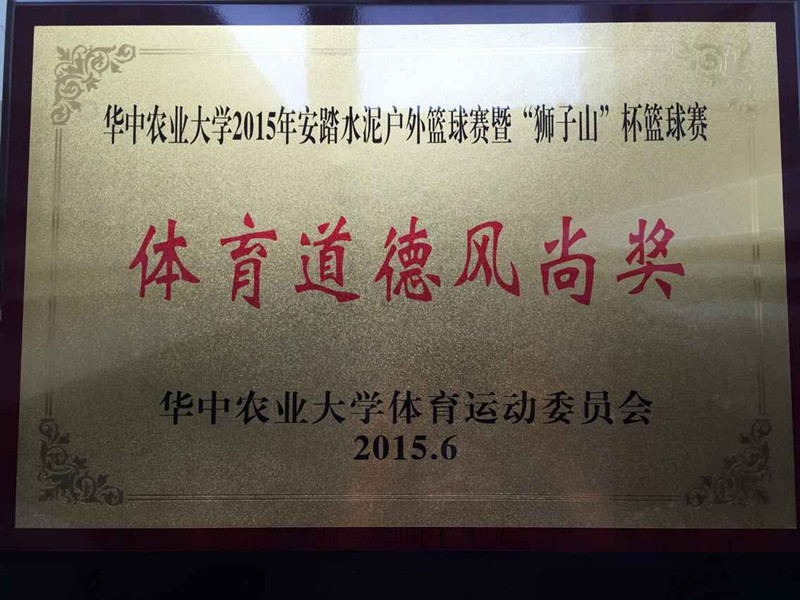 华中农业大学2015年安踏水泥户外篮球赛暨“狮子山”杯篮球赛
体育道德风尚奖
华中农业大学体育运动委员会
2015.6